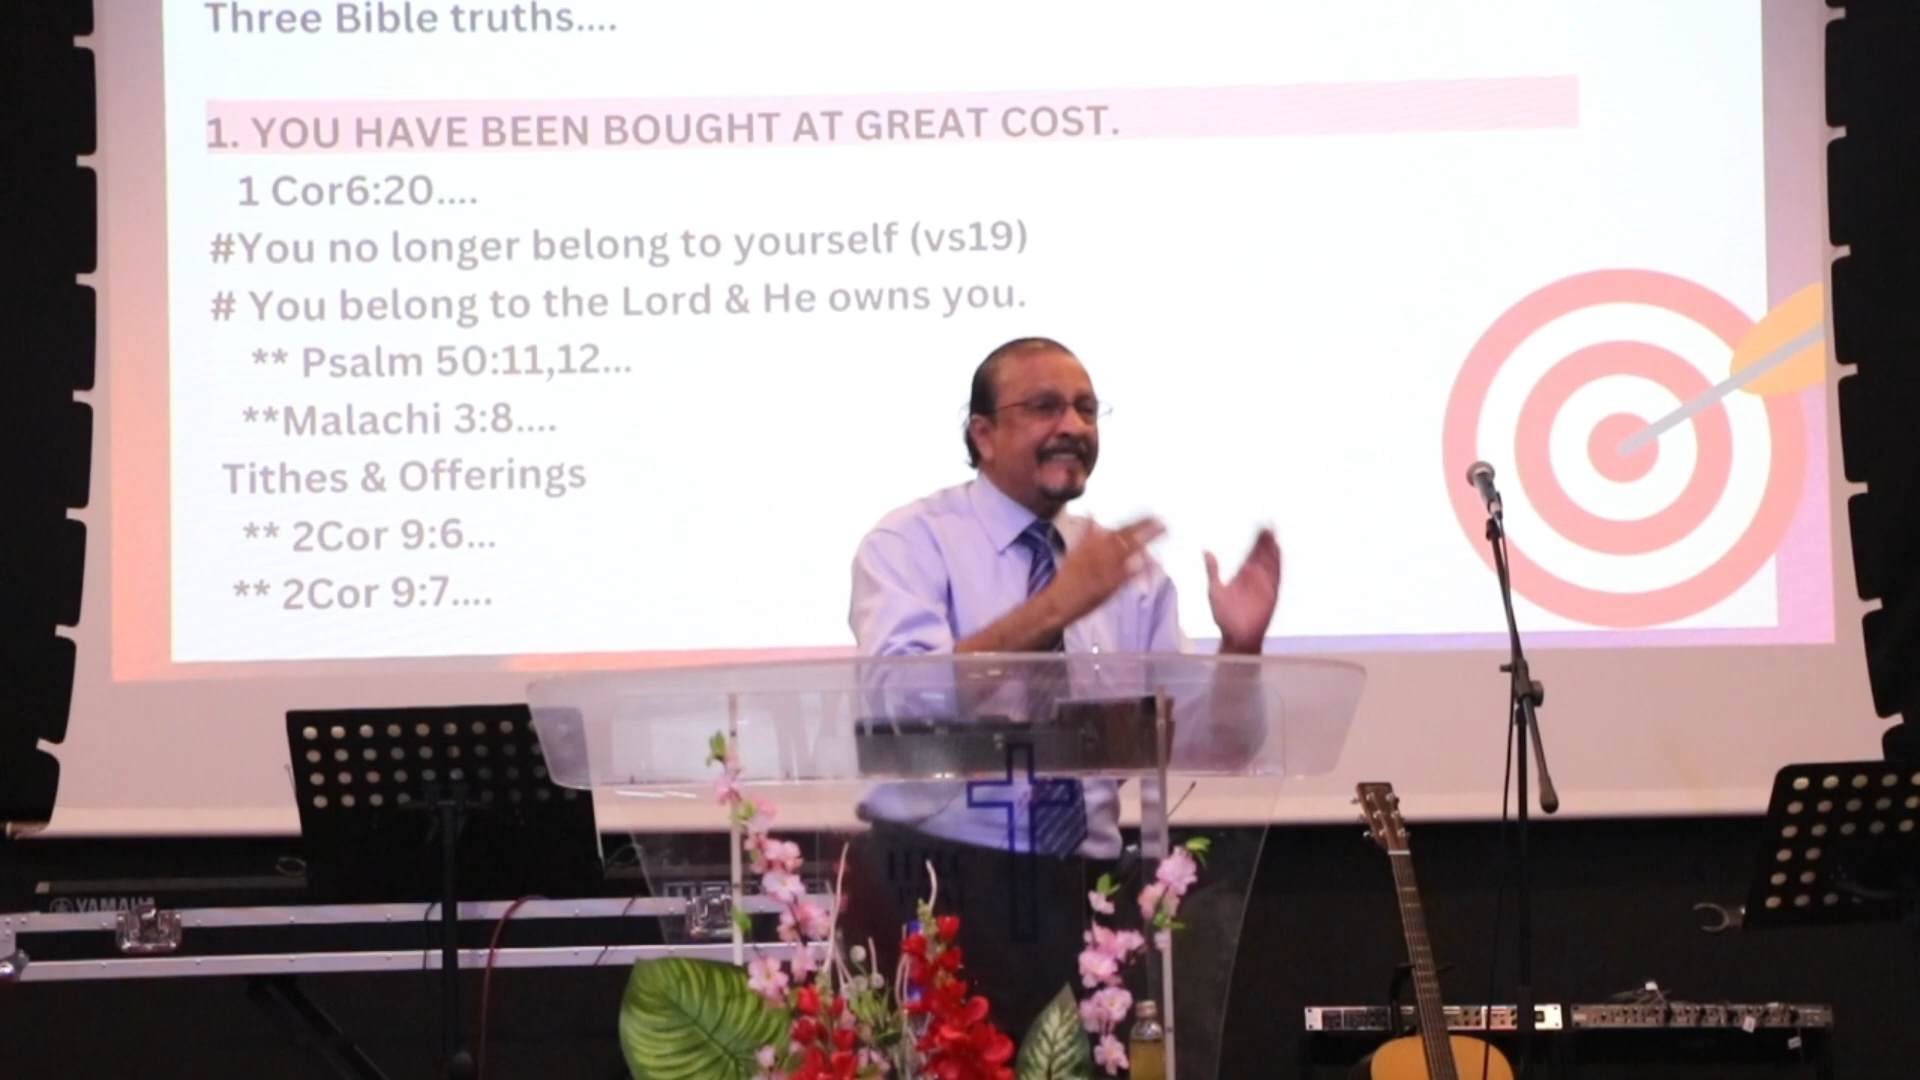 Three Bible truths....
1. YOU HAVE BEEN BOUGHT AT GREAT COST.
1 Cor6:20....
#You no longer belong to yourself (vs19)
# You belong to the Lord & He owns you.
** Psalm 50:11,12...
**Malachi 3:8....
Tithes & Offerings
** 2Cor 9:6...
** 2Cor 9:7....
YAMAHA